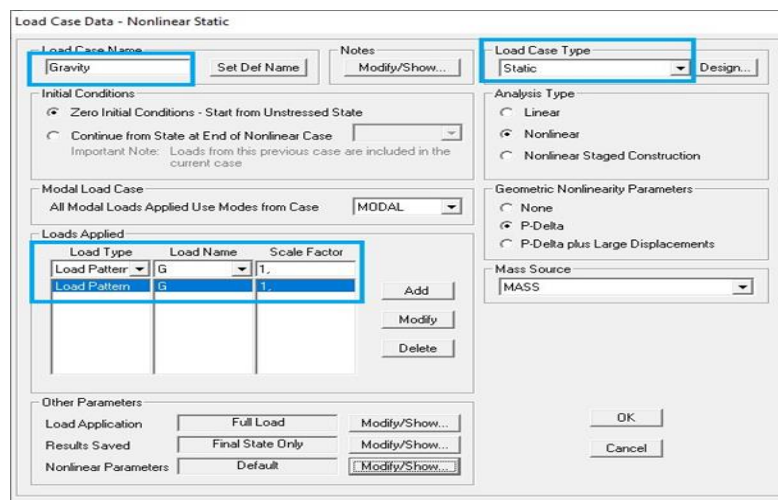 Load Case Data - Nonlinear Static
Load Case Name
Gravity
Set Def Name
Notes
Modify/Show...
Load Case Type
Static
Design...
Initial Conditions
Zero Initial Conditions - Start from Unstressed State
Continue from State at End of Nonlinear Case
Important Note: Loads from this previous case are included in the
current case
Analysis Type
Linear
Nonlinear
Nonlinear Staged Construction
Modal Load Case
All Modal Loads Applied Use Modes from Case
MODAL
Geometric Nonlinearity Parameters
None
P-Delta
P-Delta plus Large Displacements
Loads Applied
Load Type Load Name Scale Factor
Load Pattern G 1,
Load Pattern G 1,
Add
Modify
Delete
Mass Source
MASS
Other Parameters
Load Application Full Load Modify/Show...
Results Saved Final State Only Modify/Show...
Nonlinear Parameters Default Modify/Show...
OK
Cancel